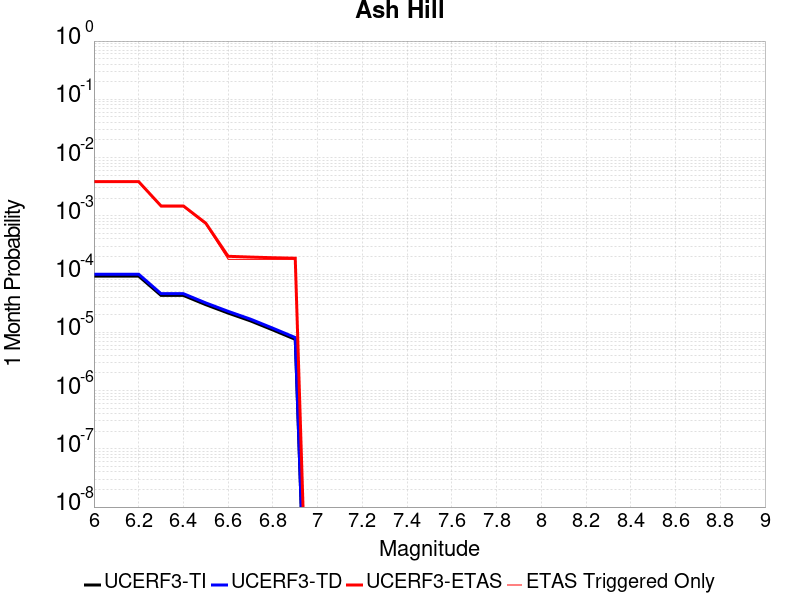 Ash Hill
10^0
10^-1
10^-2
10^-3
10^-4
10^-5
10^-6
10^-7
10^-8
1 Month Probability
6 6.2 6.4 6.6 6.8 7 7.2 7.4 7.6 7.8 8 8.2 8.4 8.6 8.8 9
Magnitude
UCERF3-TI UCERF3-TD UCERF3-ETAS ETAS Triggered Only